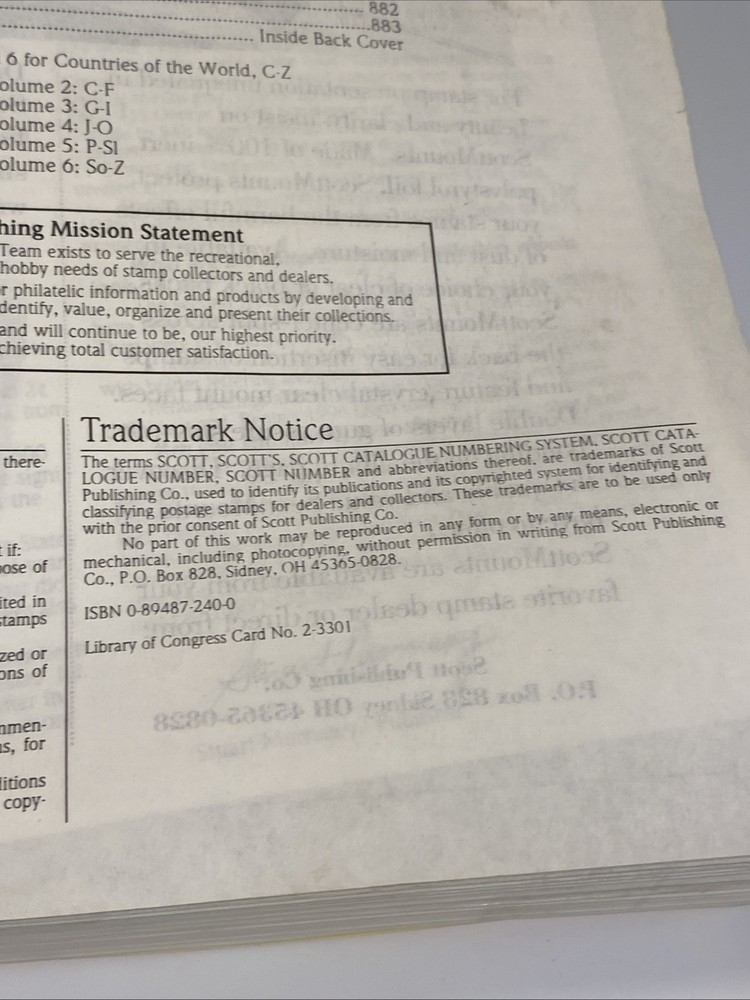 882
883
Inside Back Cover
6 for Countries of the World, C-Z
olume 2: C-F
olume 3: G-I
olume 4: J-O
olume 5: P-SI
olume 6: So-Z
hing Mission Statement
Team exists to serve the recreational,
hobby needs of stamp collectors and dealers.
r philatelic information and products by developing and
dentify, value, organize and present their collections.
and will continue to be, our highest priority.
chieving total customer satisfaction.
there-
t if:
pose of
ited in
stamps
zed or
ons of
nmen-
ns, for
litions
copy-
Trademark Notice
The terms SCOTT, SCOTT'S, SCOTT CATALOGUE NUMBERING SYSTEM, SCOTT CATA-
LOGUE NUMBER, SCOTT NUMBER and abbreviations thereof, are trademarks of Scott
Publishing Co., used to identify its publications and its copyrighted system for identifying and
classifying postage stamps for dealers and collectors. These trademarks are to be used only
with the prior consent of Scott Publishing Co.
No part of this work may be reproduced in any form or by any means, electronic or
mechanical, including photocopying, without permission in writing from Scott Publishing
Co., P.O. Box 828, Sidney, OH 45365-0828.
ISBN 0-89487-240-0
Library of Congress Card No. 2-3301